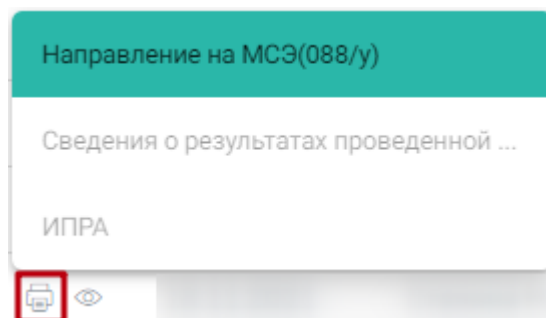 Направление на МСЭ(088/у)
Сведения о результатах проведенной ...
ИПРА